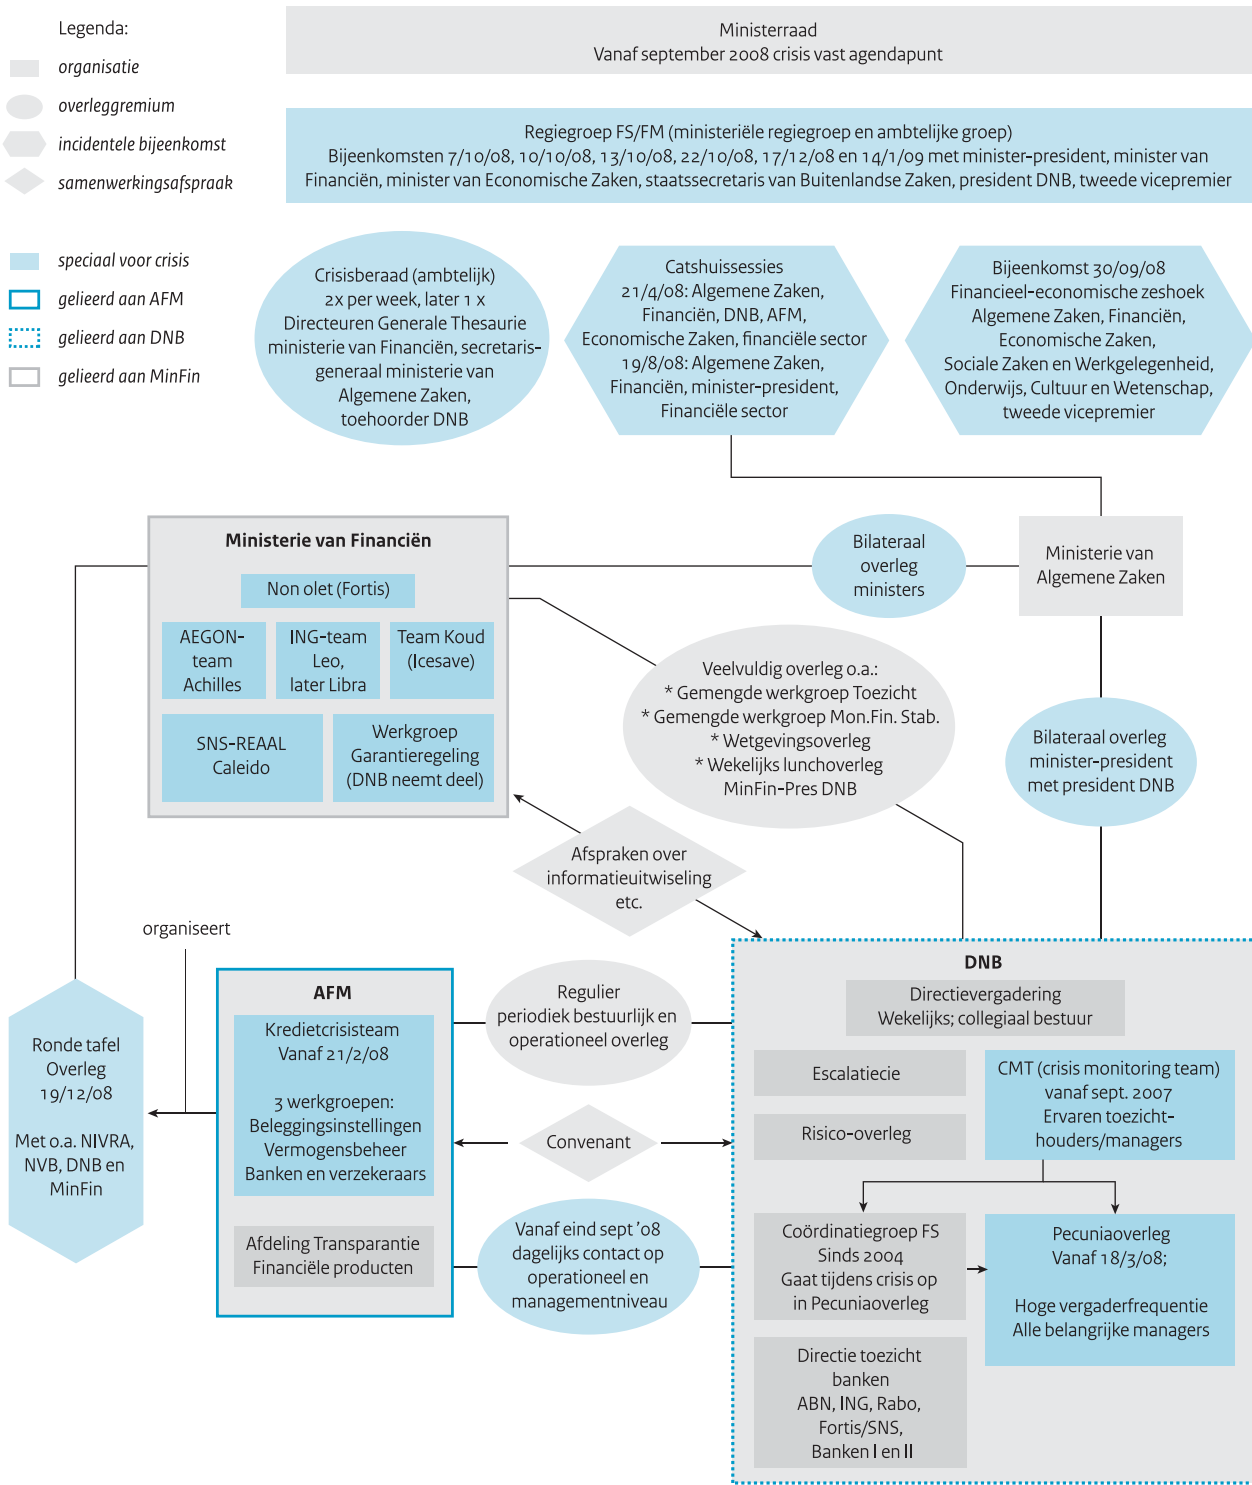 Legenda:
organisatie
overleggremium
incidentele bijeenkomst
samenwerkingsafspraak
speciaal voor crisis
gelieerd aan AFM
gelieerd aan DNB
gelieerd aan MinFin
Ministerraad
Vanaf september 2008 crisis vast agendapunt
Regiegroep FS/FM (ministeriële regiegroep en ambtelijke groep)
Bijeenkomsten 7/10/08, 10/10/08, 13/10/08, 22/10/08, 17/12/08 en 14/1/09 met minister-president, minister van
Financiën, minister van Economische Zaken, staatssecretaris van Buitenlandse Zaken, president DNB, tweede vicepremier
Crisisberaad (ambtelijk)
2x per week, later 1 x
Directeuren Generale Thesaurie
ministerie van Financiën, secretaris-
generaal ministerie van
Algemene Zaken,
toehoorder DNB
Catshuissessies
21/4/08: Algemene Zaken,
Financiën, DNB, AFM,
Economische Zaken, financiële sector
19/8/08: Algemene Zaken,
Financiën, minister-president,
Financiële sector
Bijeenkomst 30/09/08
Financieel-economische zeshoek
Algemene Zaken, Financiën,
Economische Zaken,
Sociale Zaken en Werkgelegenheid,
Onderwijs, Cultuur en Wetenschap,
tweede vicepremier
Ministerie van Financiën
Non olet (Fortis)
AEGON-
team
Achilles
ING-team
Leo,
later Libra
Team Koud
(Icesave)
SNS-REAAL
Caleido
Werkgroep
Garantieregeling
(DNB neemt deel)
Bilateraal
overleg
ministers
Ministerie van
Algemene Zaken
Veelvuldig overleg o.a.:
* Gemengde werkgroep Toezicht
* Gemengde werkgroep Mon.Fin. Stab.
* Wetgevingsoverleg
* Wekelijks lunchoverleg
MinFin-Pres DNB
Bilateraal overleg
minister-president
met president DNB
Afspraken over
informatieuitwiseling
etc.
organiseert
Ronde tafel
Overleg
19/12/08
Met o.a. NIVRA,
NVB, DNB en
MinFin
AFM
Kredietcrisisteam
Vanaf 21/2/08
3 werkgroepen:
Beleggingsinstellingen
Vermogensbeheer
Banken en verzekeraars
Afdeling Transparantie
Financiële producten
Regulier
periodiek bestuurlijk en
operationeel overleg
Convenant
Vanaf eind sept '08
dagelijks contact op
operationeel en
managementniveau
DNB
Directievergadering
Wekelijks; collegiaal bestuur
Escalatiecie
Risico-overleg
CMT (crisis monitoring team)
vanaf sept. 2007
Ervaren toezicht-
houders/managers
Coördinatiegroep FS
Sinds 2004
Gaat tijdens crisis op
in Pecuniaoverleg
Pecuniaoverleg
Vanaf 18/3/08;
Hoge vergaderfrequentie
Alle belangrijke managers
Directie toezicht
banken
ABN, ING, Rabo,
Fortis/SNS,
Banken I en II